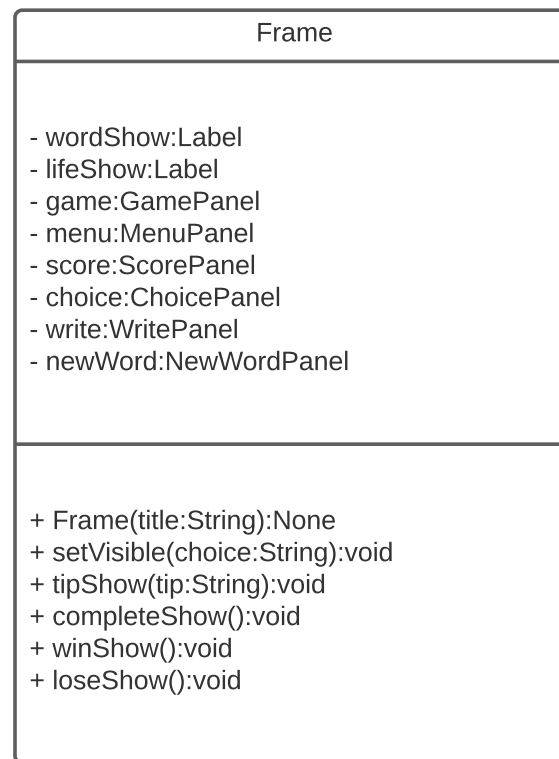 Frame
- wordShow:Label
- lifeShow:Label
- game:GamePanel
- menu:MenuPanel
- score:ScorePanel
- choice:ChoicePanel
- write:WritePanel
- newWord:NewWordPanel
+ Frame(title:String):None
+ setVisible(choice:String):void
+ tipShow(tip:String):void
+ completeShow():void
+ winShow():void
+ loseShow():void